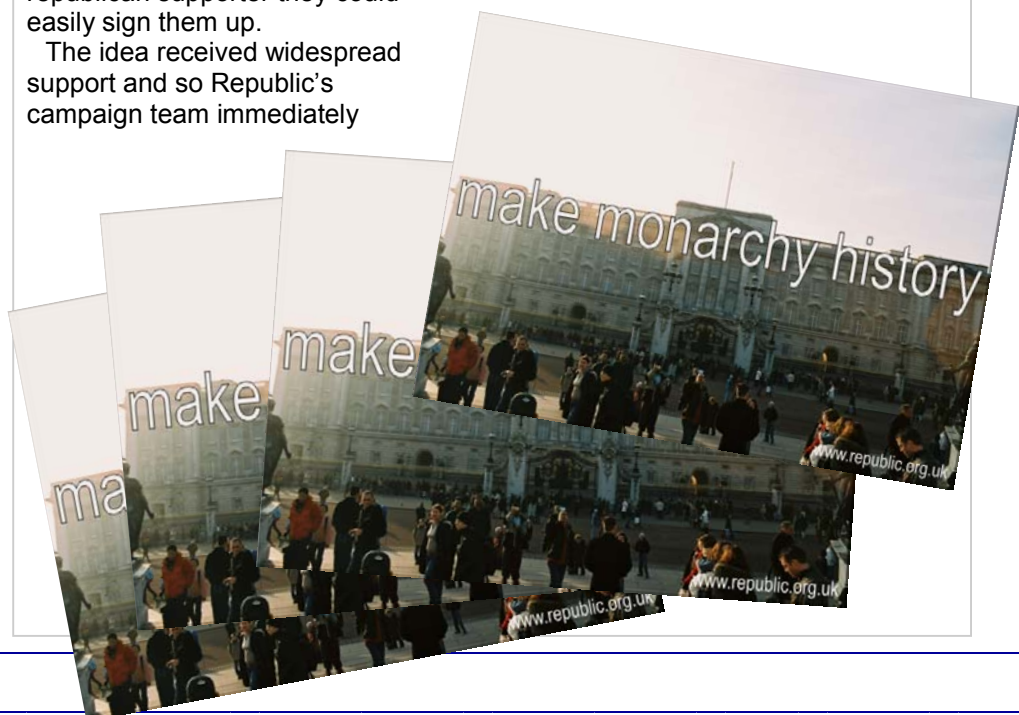 republican supporter they could
easily sign them up.
The idea received widespread
support and so Republic's
campaign team immediately
make monarchy history
www.republic.org.uk
make
www.republic.org.uk
make
www.republic.org.uk
ma